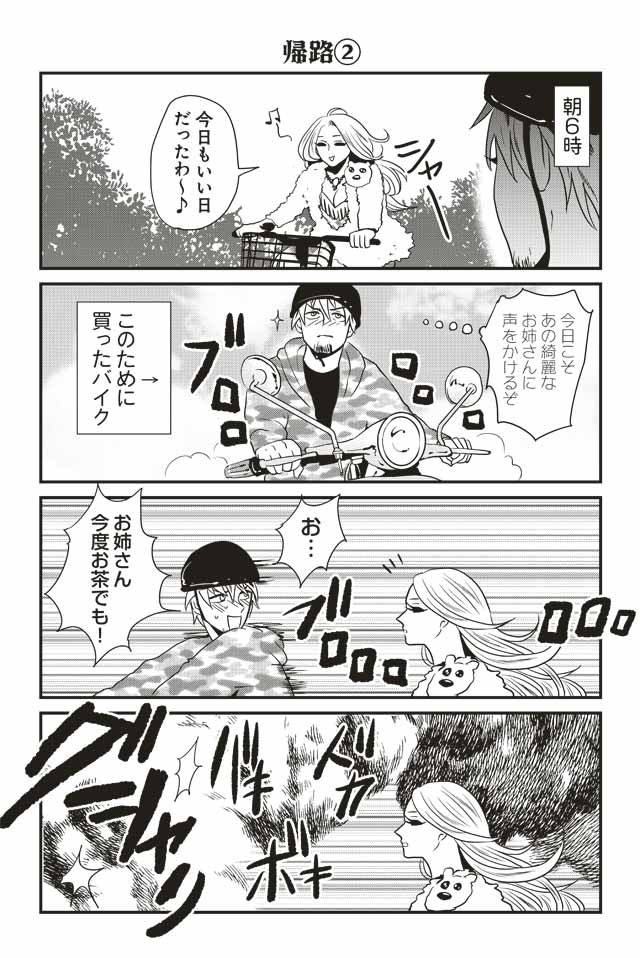 帰路②
朝6時
シャー
今日もいい日
だったわ〜♪
今日こそ
あの綺麗な
お姉さんに
声をかけるぞ
ブロロロロ
このために
買ったバイク
→
お…
お姉さん
今度お茶でも!
ブロロロ
ロロロ
ズカ
バキ
ボキ
グシャリ